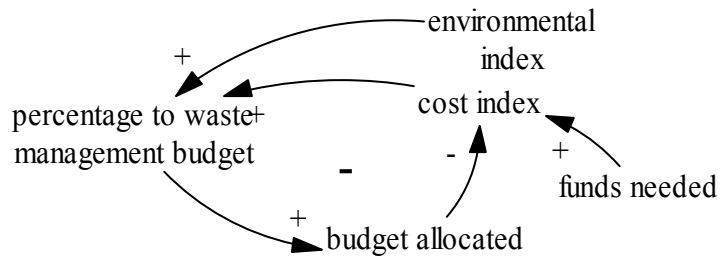 environmental
index
+
percentage to waste
management budget
+
cost index
-
-
+
funds needed
+
budget allocated